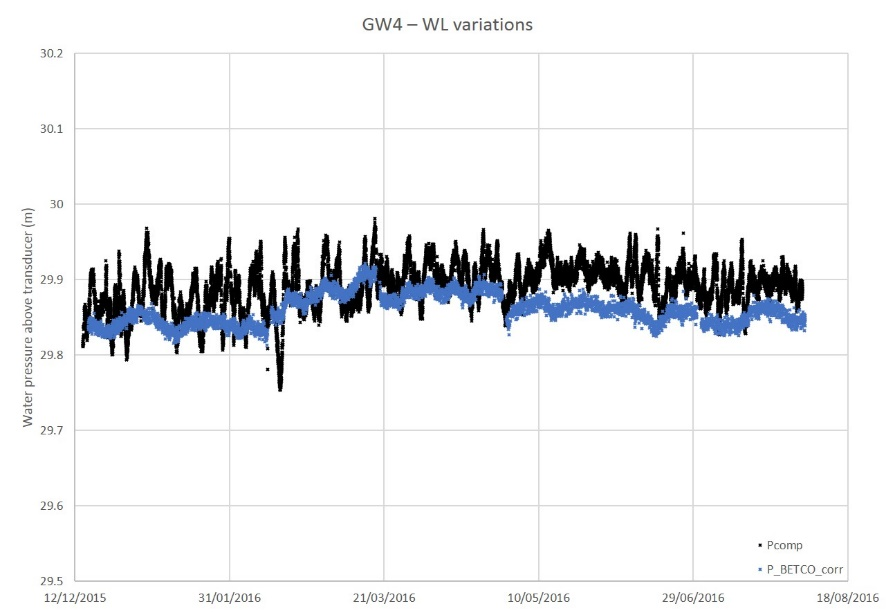 GW4 – WL variations
30.2
30.1
30
29.9
29.8
29.7
29.6
29.5
Water pressure above transducer (m)
12/12/2015 31/01/2016 21/03/2016 10/05/2016 29/06/2016 18/08/2016
Pcomp
P_BETCO_corr